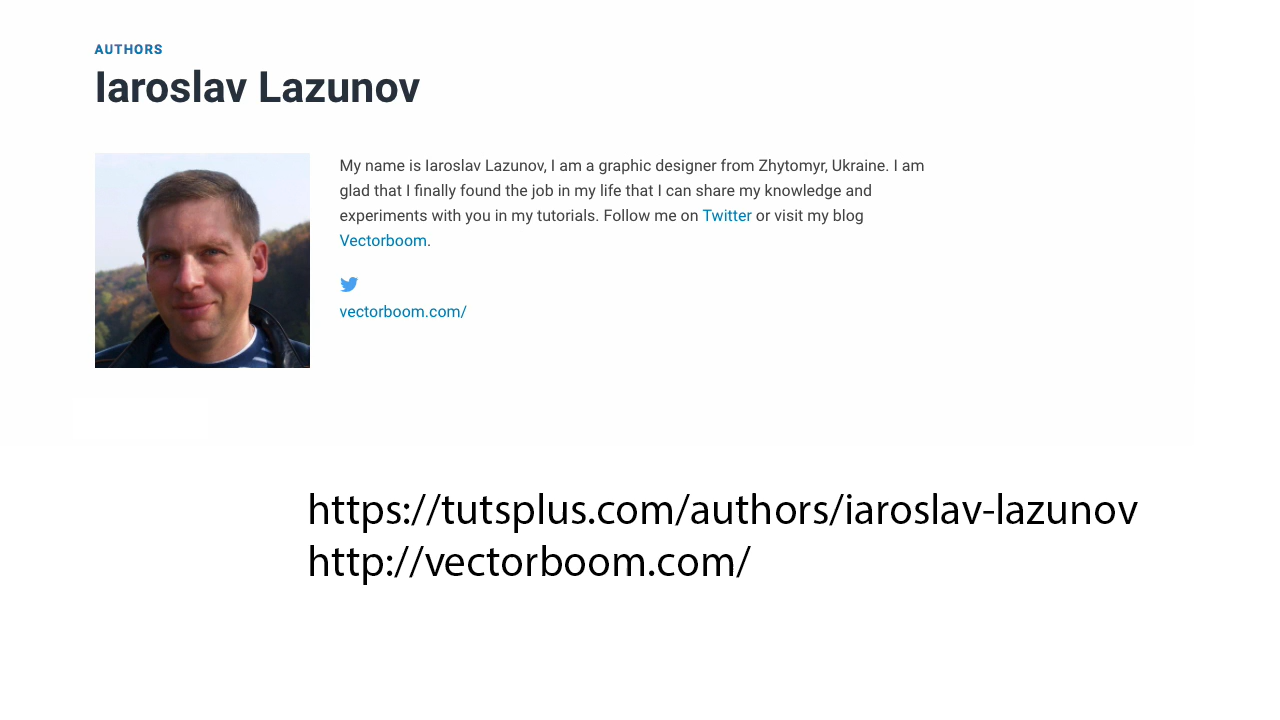 AUTHORS
Iaroslav Lazunov
My name is Iaroslav Lazunov, I am a graphic designer from Zhytomyr, Ukraine. I am
glad that I finally found the job in my life that I can share my knowledge and
experiments with you in my tutorials. Follow me on Twitter or visit my blog
Vectorboom.
vectorboom.com/
https://tutsplus.com/authors/iaroslav-lazunov
http://vectorboom.com/